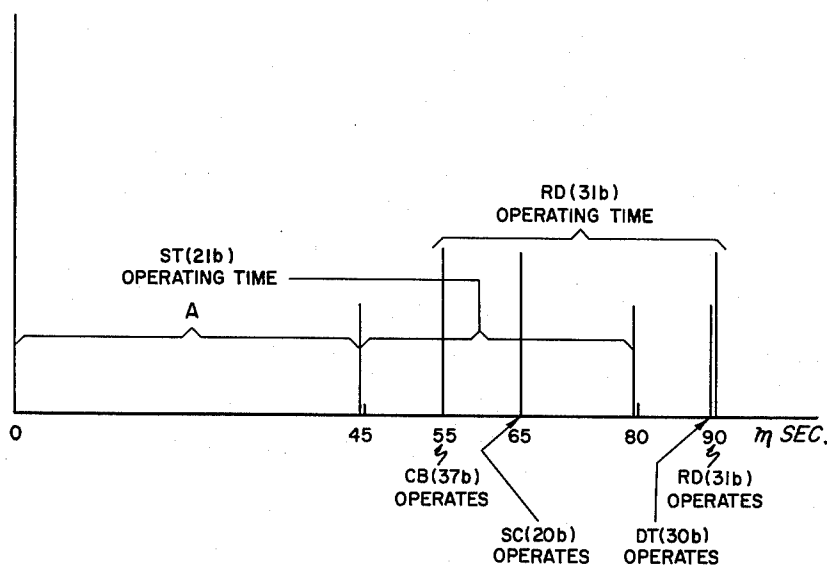 RD(31b)
OPERATING TIME
ST(21b)
OPERATING TIME
A
0 45 55 65 80 90 m SEC.
CB(37b)
OPERATES
RD(31b)
OPERATES
SC(20b)
OPERATES
DT(30b)
OPERATES